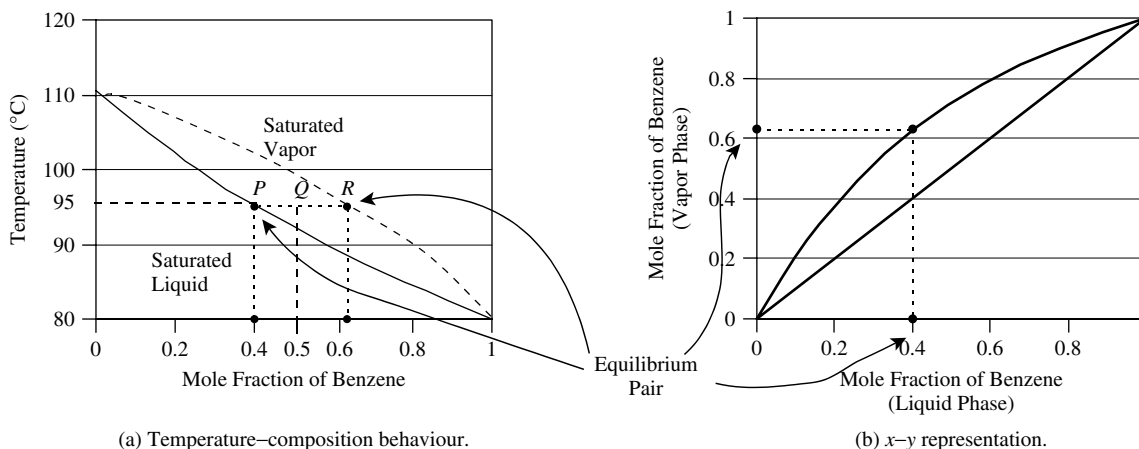 120
110
100
95
90
80
Temperature (°C)
Saturated
Vapor
P
Q
R
Saturated
Liquid
0
0.2
0.4
0.5
0.6
0.8
1
Mole Fraction of Benzene
(a) Temperature–composition behaviour.
Equilibrium
Pair
1
0.8
0.6
0.4
0.2
0
Mole Fraction of Benzene
(Vapor Phase)
0
0.2
0.4
0.6
0.8
Mole Fraction of Benzene
(Liquid Phase)
(b) x–y representation.